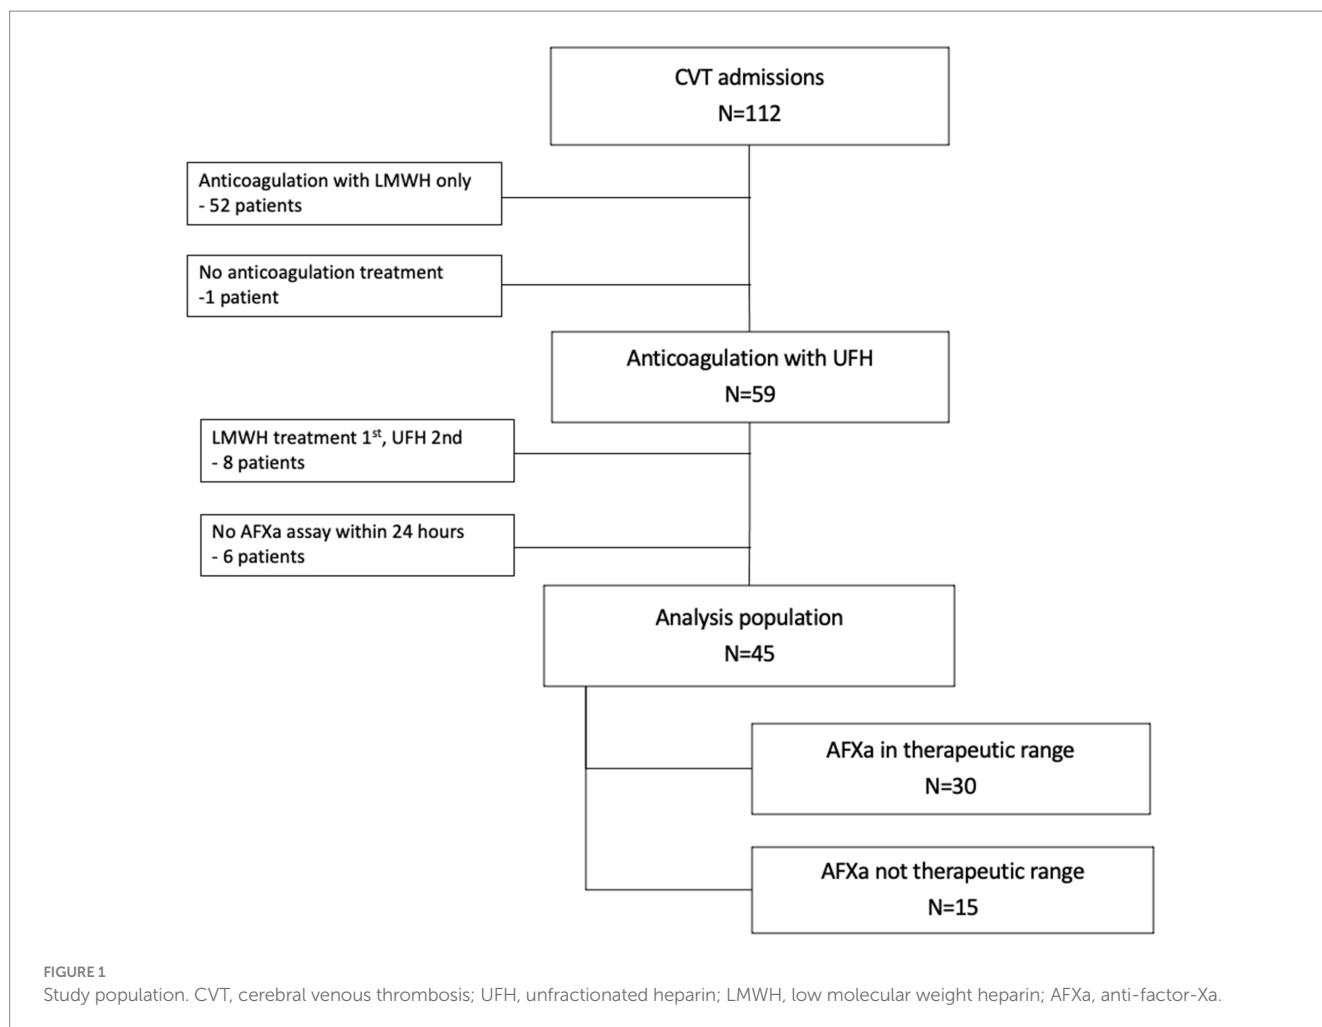 CVT admissions
N=112
Anticoagulation with LMWH only
- 52 patients
No anticoagulation treatment
-1 patient
Anticoagulation with UFH
N=59
LMWH treatment 1st, UFH 2nd
- 8 patients
No AFXa assay within 24 hours
- 6 patients
Analysis population
N=45
AFXa in therapeutic range
N=30
AFXa not therapeutic range
N=15
FIGURE 1
Study population. CVT, cerebral venous thrombosis; UFH, unfractionated heparin; LMWH, low molecular weight heparin; AFXa, anti-factor-Xa.